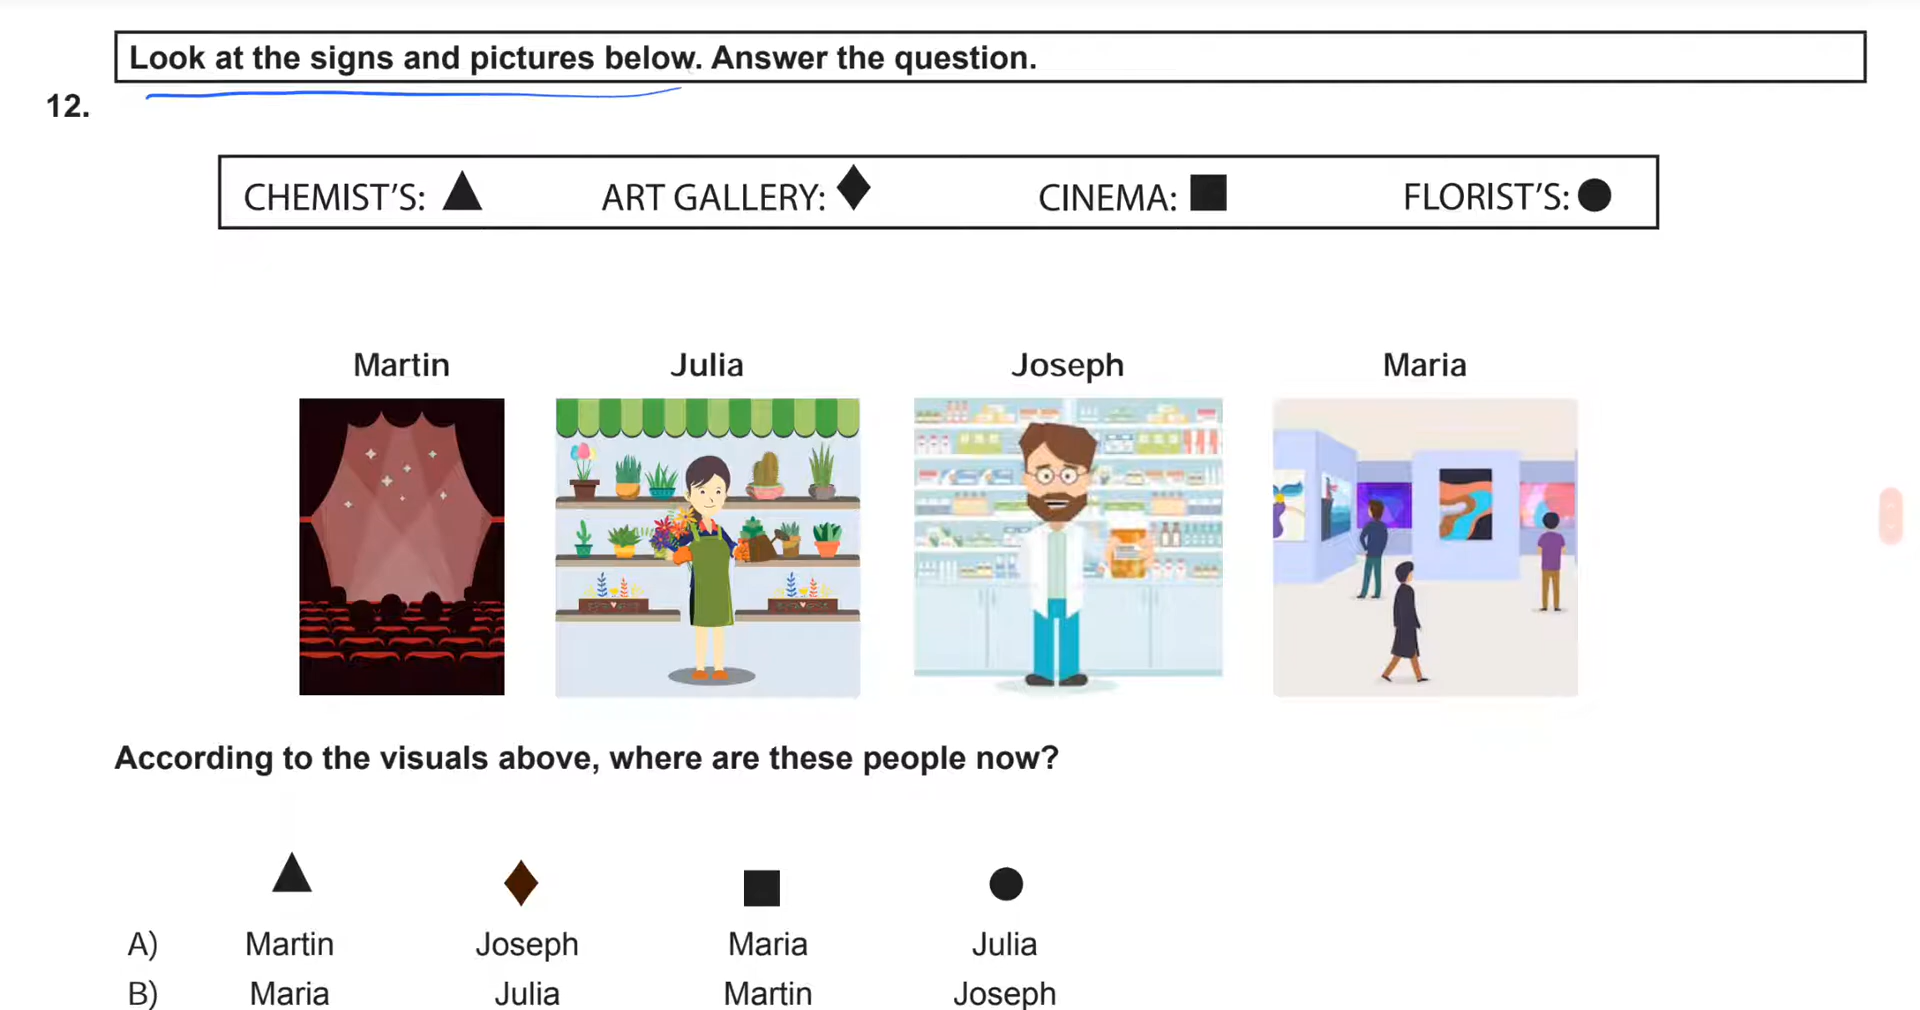 Look at the signs and pictures below. Answer the question.
12.
CHEMIST'S: ART GALLERY: CINEMA: FLORIST'S:
Martin Julia Joseph Maria
According to the visuals above, where are these people now?
A) Martin Joseph Maria Julia
B) Maria Julia Martin Joseph